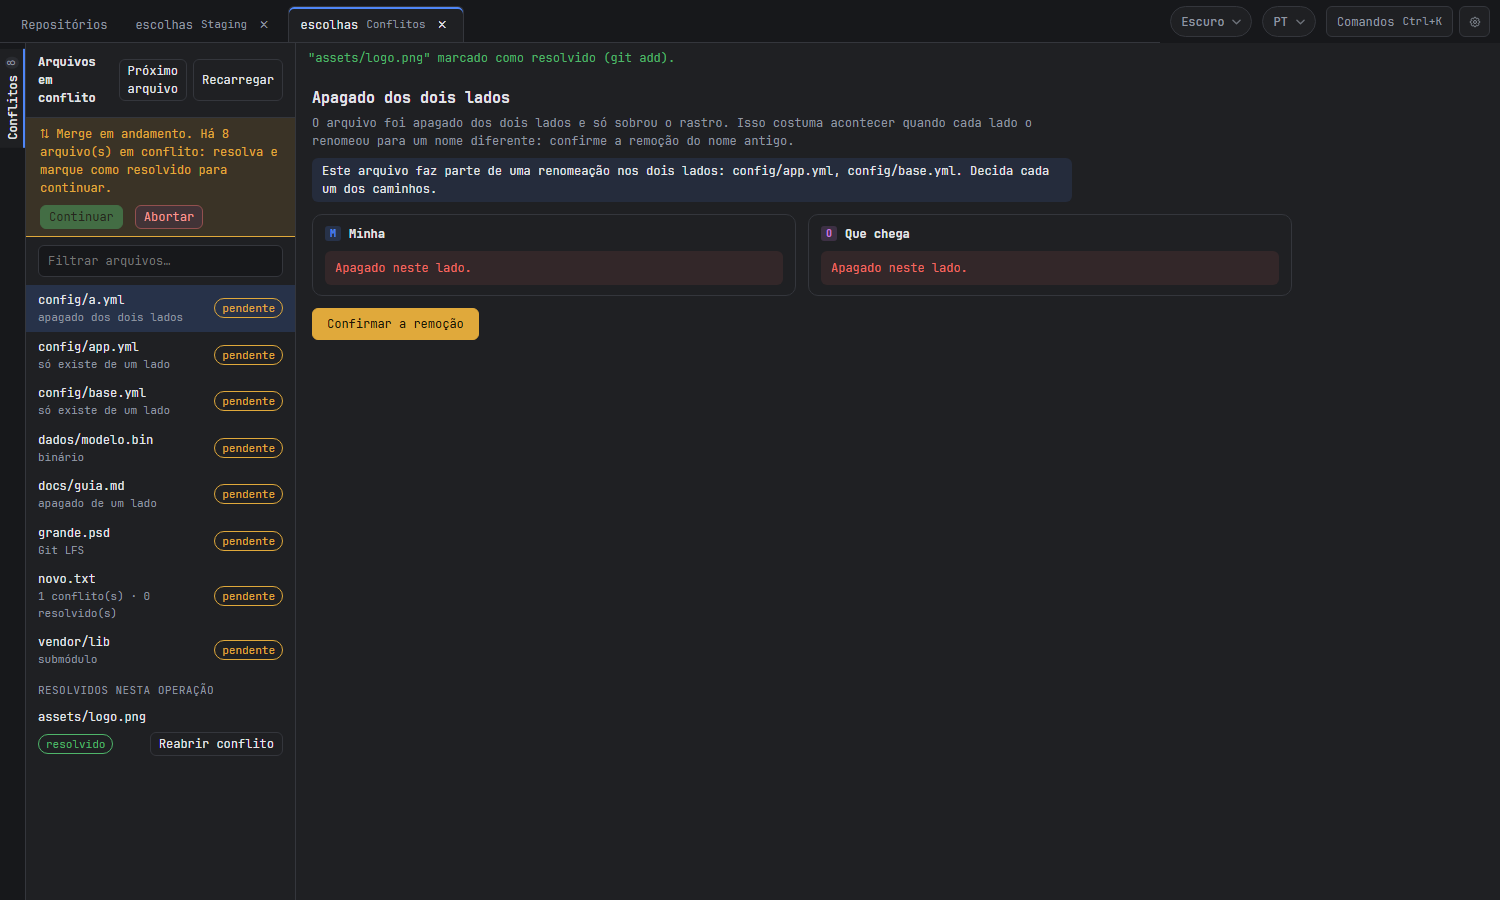 Repositórios
escolhas Staging ×
escolhas Conflitos ×
Escuro
PT
Comandos Ctrl+K
Conflitos 8
Arquivos
em
conflito
Próximo
arquivo
Recarregar
⇅ Merge em andamento. Há 8
arquivo(s) em conflito: resolva e
marque como resolvido para
continuar.
Continuar
Abortar
Filtrar arquivos…
config/a.yml
apagado dos dois lados
pendente
config/app.yml
só existe de um lado
pendente
config/base.yml
só existe de um lado
pendente
dados/modelo.bin
binário
pendente
docs/guia.md
apagado de um lado
pendente
grande.psd
Git LFS
pendente
novo.txt
1 conflito(s) · 0
resolvido(s)
pendente
vendor/lib
submódulo
pendente
RESOLVIDOS NESTA OPERAÇÃO
assets/logo.png
resolvido
Reabrir conflito
"assets/logo.png" marcado como resolvido (git add).
Apagado dos dois lados
O arquivo foi apagado dos dois lados e só sobrou o rastro. Isso costuma acontecer quando cada lado o
renomeou para um nome diferente: confirme a remoção do nome antigo.
Este arquivo faz parte de uma renomeação nos dois lados: config/app.yml, config/base.yml. Decida cada
um dos caminhos.
M Minha
Apagado neste lado.
O Que chega
Apagado neste lado.
Confirmar a remoção